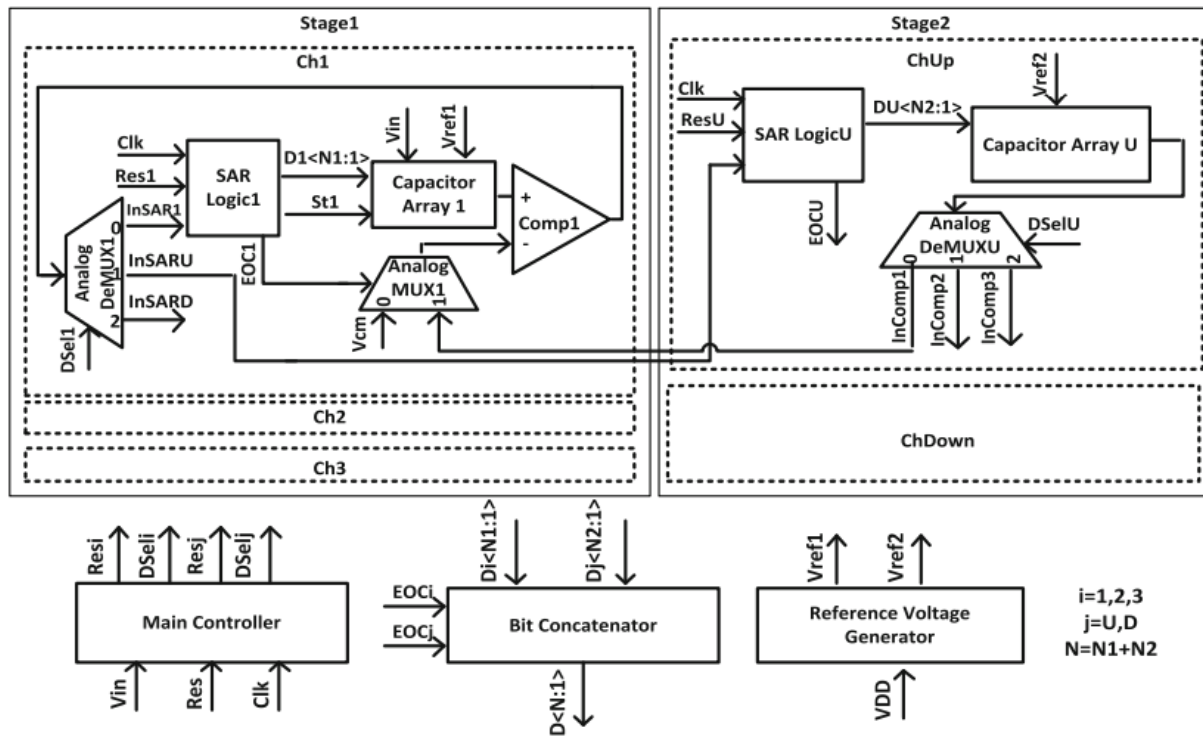 Stage1
Ch1
Clk
Res1
InSAR1
InSARU
InSARD
Analog
DeMUX1
0
1
2
DSel1
SAR
Logic1
D1<N1:1>
St1
EOC1
Vin
Vref1
Capacitor
Array 1
+
-
Comp1
Analog
MUX1
0
1
Vcm
Ch2
Ch3
Stage2
ChUp
Clk
ResU
SAR LogicU
DU<N2:1>
EOCU
Vref2
Capacitor Array U
Analog
DeMUXU
0
1
2
DSelU
InComp1
InComp2
InComp3
ChDown
Resi
DSeli
Resj
DSelj
Main Controller
Vin
Res
Clk
Di<N1:1>
Dj<N2:1>
EOCi
EOCj
Bit Concatenator
D<N:1>
Vref1
Vref2
Reference Voltage
Generator
VDD
i=1,2,3
j=U,D
N=N1+N2